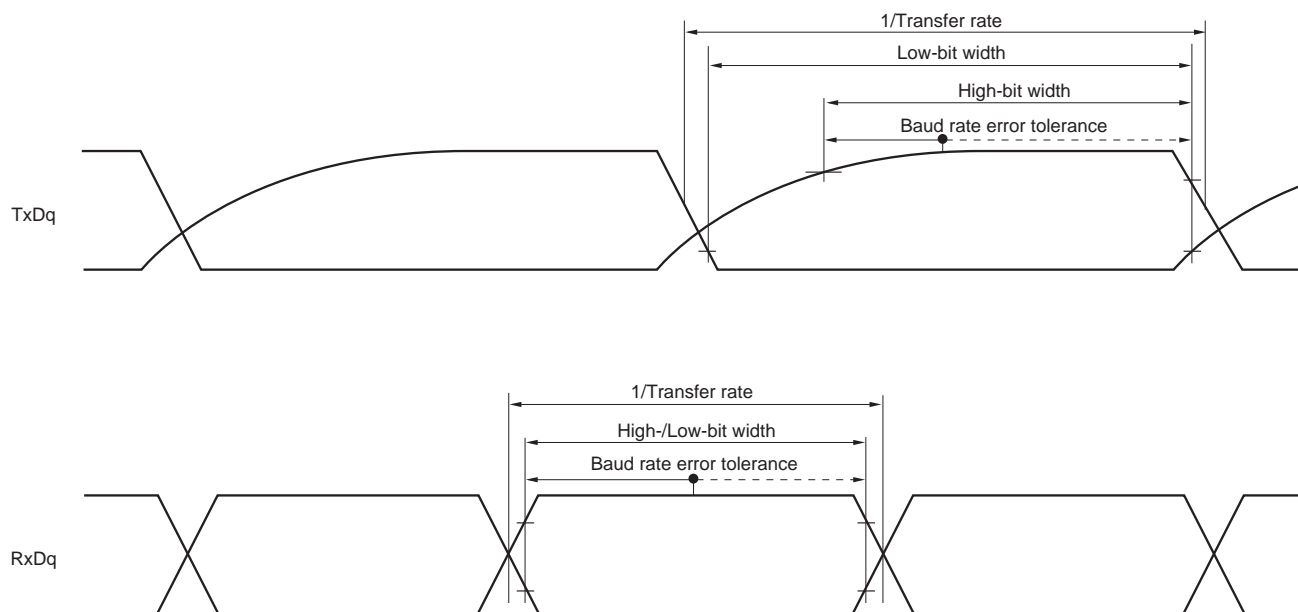 1/Transfer rate
Low-bit width
High-bit width
Baud rate error tolerance
TxDq
1/Transfer rate
High-/Low-bit width
Baud rate error tolerance
RxDq